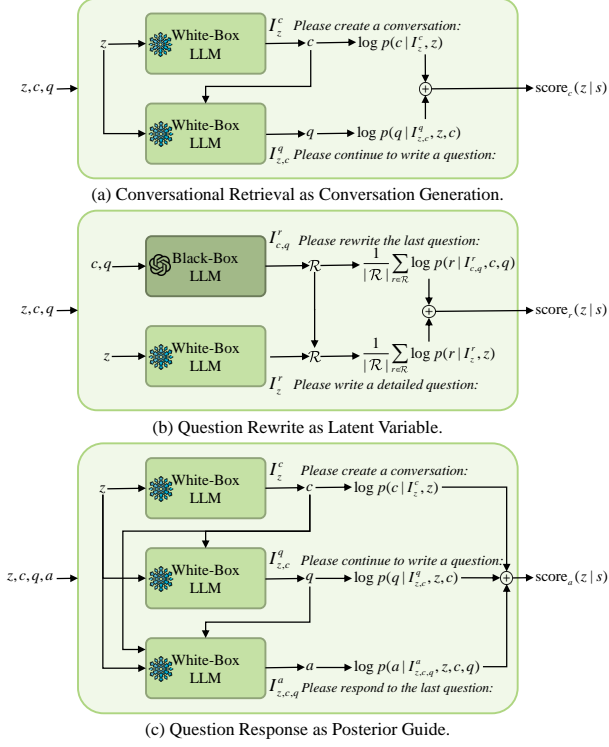 I_z^c Please create a conversation:
z White-Box LLM c log p(c | I_z^c, z)
z, c, q ⊕ score_c(z | s)
White-Box LLM q log p(q | I_{z,c}^q, z, c)
I_{z,c}^q Please continue to write a question:
(a) Conversational Retrieval as Conversation Generation.
I_{c,q}^r Please rewrite the last question:
c, q Black-Box LLM R 1/|R| ∑_{r∈R} log p(r | I_{c,q}^r, c, q)
z, c, q ⊕ score_r(z | s)
z White-Box LLM R 1/|R| ∑_{r∈R} log p(r | I_z^r, z)
I_z^r Please write a detailed question:
(b) Question Rewrite as Latent Variable.
I_z^c Please create a conversation:
z White-Box LLM c log p(c | I_z^c, z)
I_{z,c}^q Please continue to write a question:
z, c, q, a White-Box LLM q log p(q | I_{z,c}^q, z, c) ⊕ score_a(z | s)
White-Box LLM a log p(a | I_{z,c,q}^a, z, c, q)
I_{z,c,q}^a Please respond to the last question:
(c) Question Response as Posterior Guide.